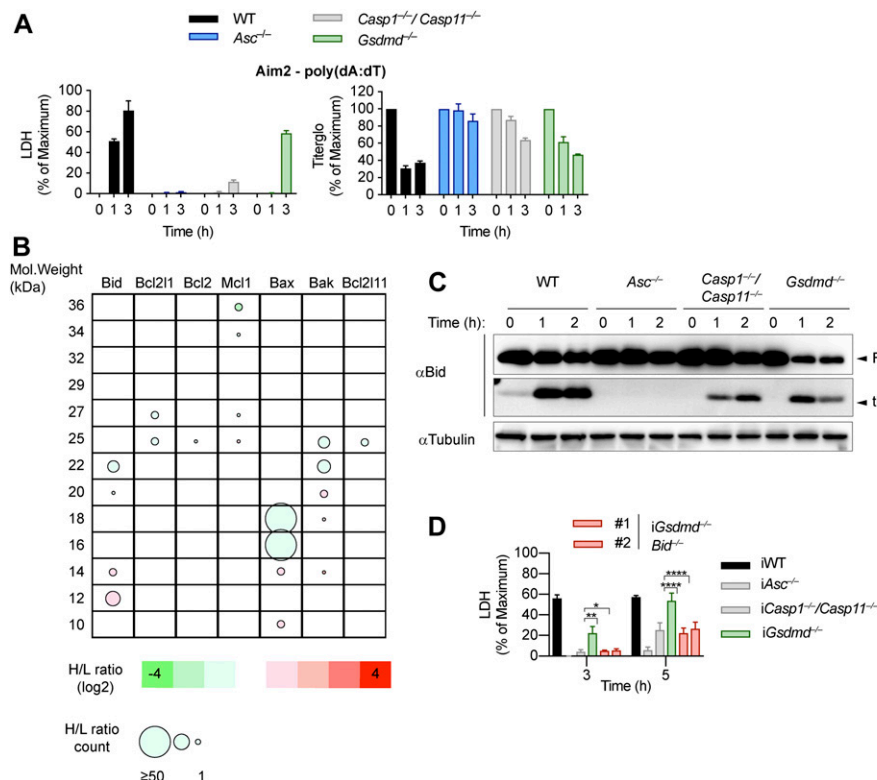 A
WT
Casp1–/–/ Casp11–/–
Asc–/–
Gsdmd–/–
Aim2 - poly(dA:dT)
LDH
(% of Maximum)
100
80
60
40
20
0
0 1 3 0 1 3 0 1 3 0 1 3
Time (h)
Titerglo
(% of Maximum)
120
100
80
60
40
20
0
0 1 3 0 1 3 0 1 3 0 1 3
Time (h)
B
Mol.Weight
(kDa)
Bid Bcl2l1 Bcl2 Mcl1 Bax Bak Bcl2l11
36
34
32
29
27
25
22
20
18
16
14
12
10
H/L ratio
(log2)
-4
4
H/L ratio
count
≥50 1
C
WT
Asc–/–
Casp1–/–/
Casp11–/–
Gsdmd–/–
Time (h): 0 1 2 0 1 2 0 1 2 0 1 2
αBid
F
t
αTubulin
D
#1
#2
iGsdmd–/–
Bid–/–
LDH
(% of Maximum)
100
80
60
40
20
0
* ** **** ****
3 5
Time (h)
iWT
iAsc–/–
iCasp1–/–/Casp11–/–
iGsdmd–/–